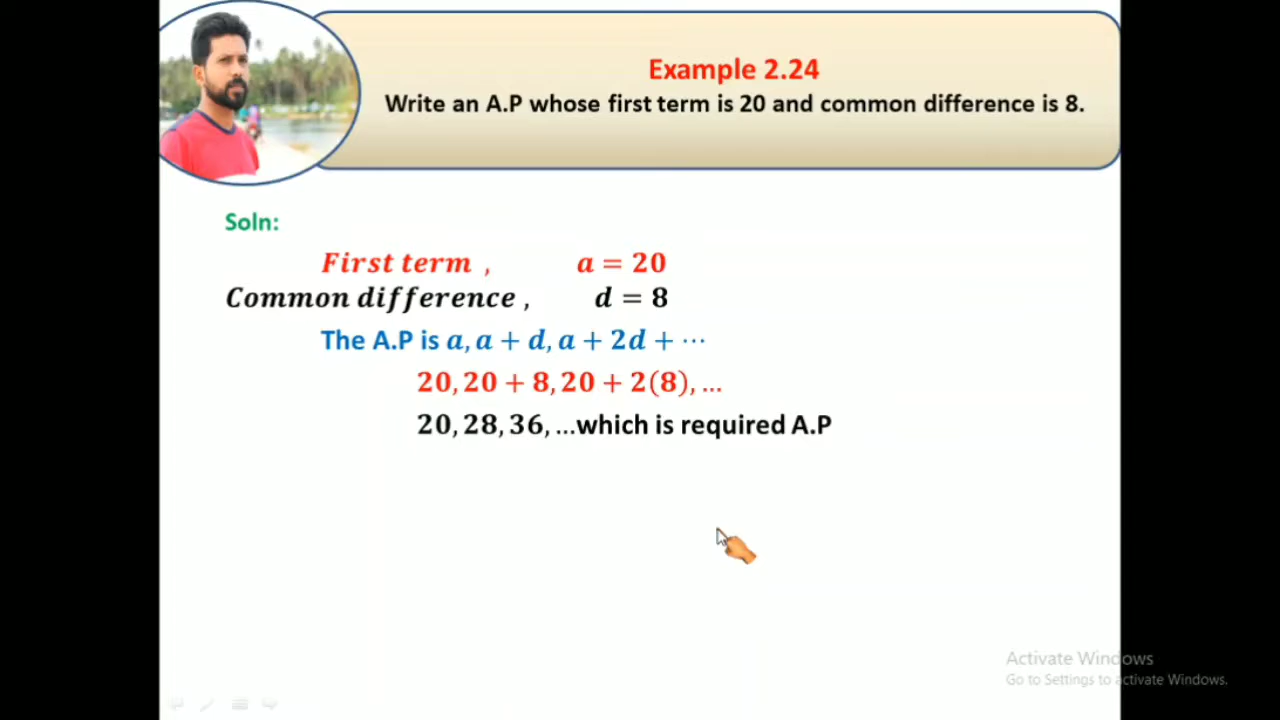 Example 2.24
Write an A.P whose first term is 20 and common difference is 8.
Soln:
First term , a = 20
Common difference , d = 8
The A.P is a, a + d, a + 2d + ⋯
20, 20 + 8, 20 + 2(8), ...
20, 28, 36, ...which is required A.P
Activate Windows
Go to Settings to activate Windows.